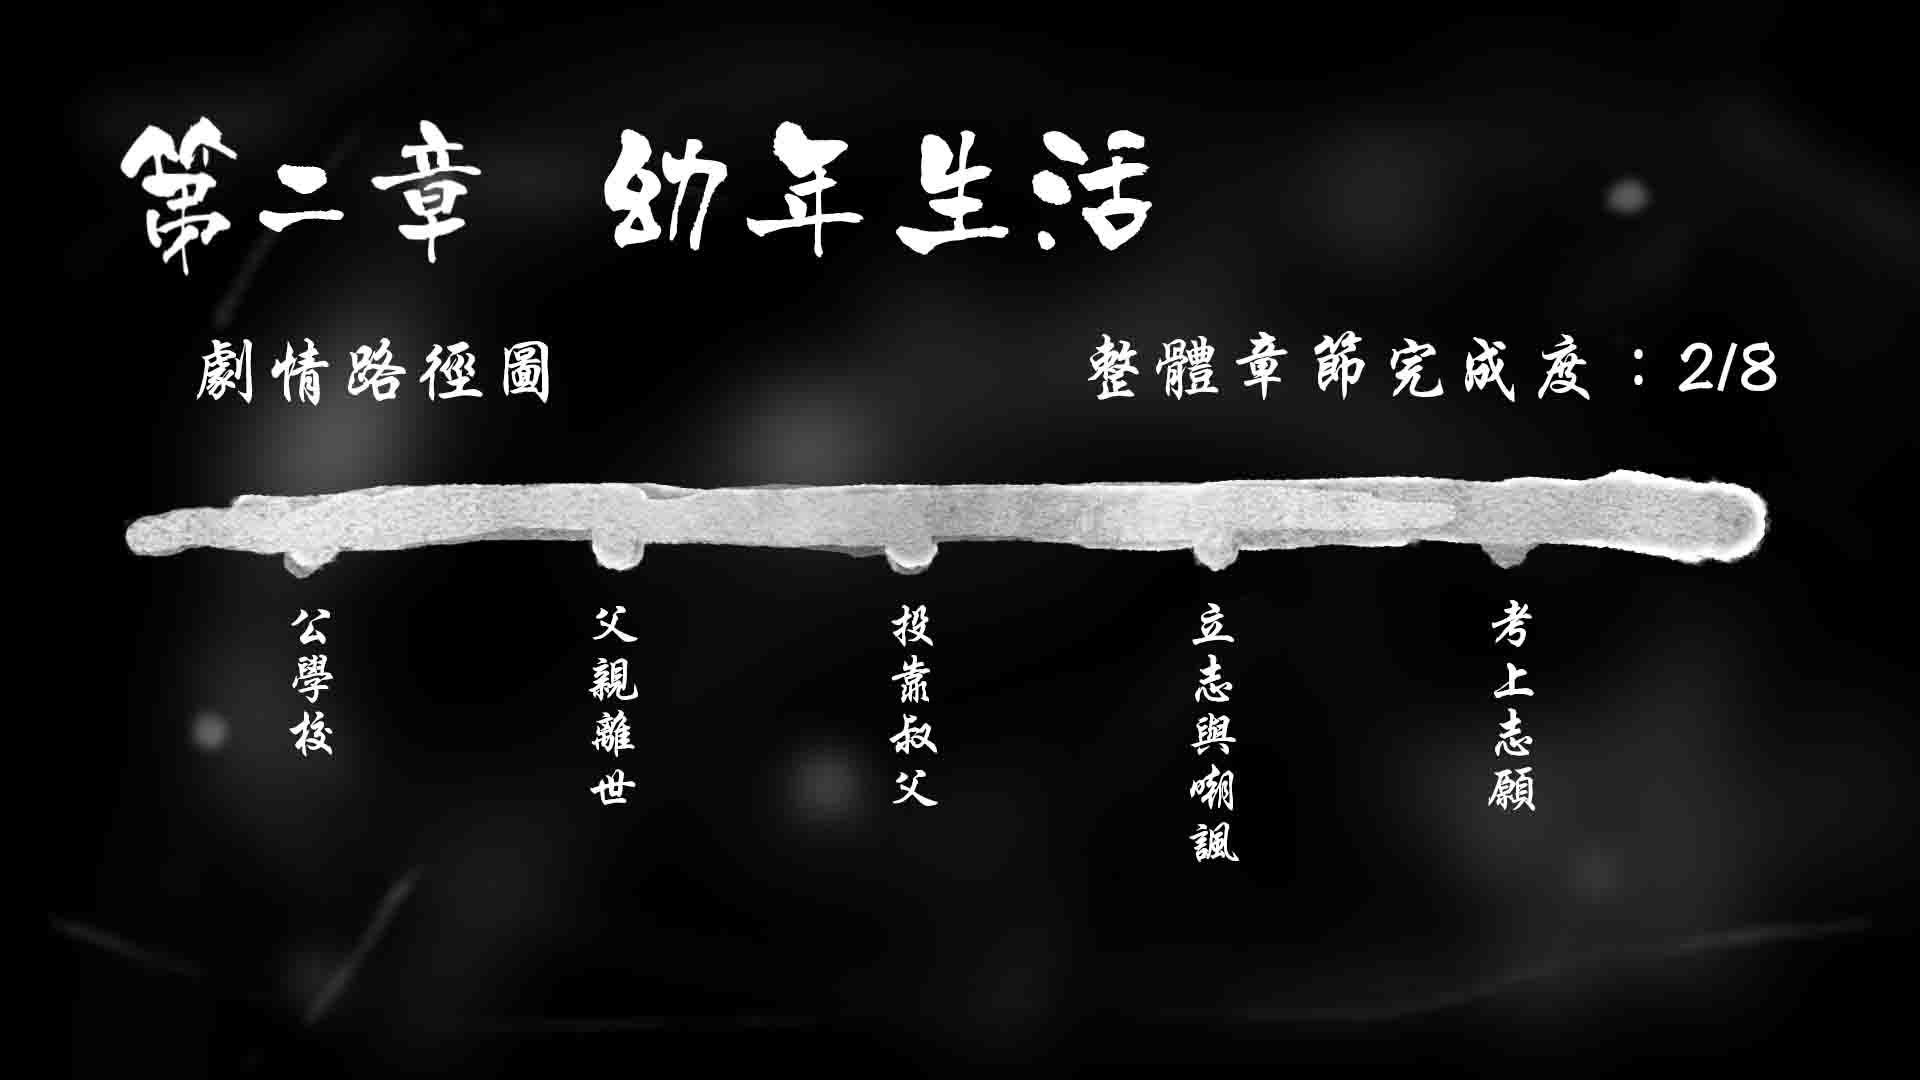 第二章 幼年生活
劇情路徑圖
整體章節完成度：2/8
公學校
父親離世
投靠叔父
立志與嘲諷
考上志願